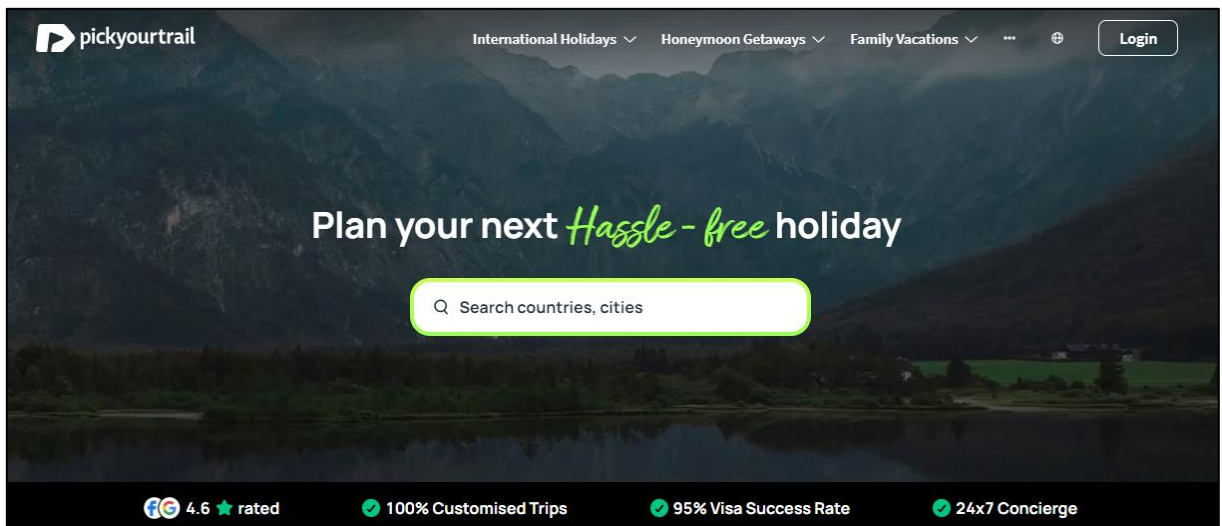 pickyourtrail
International Holidays Honeymoon Getaways Family Vacations ••• Login
Plan your next Hassle - free holiday
Search countries, cities
4.6 ★ rated 100% Customised Trips 95% Visa Success Rate 24x7 Concierge